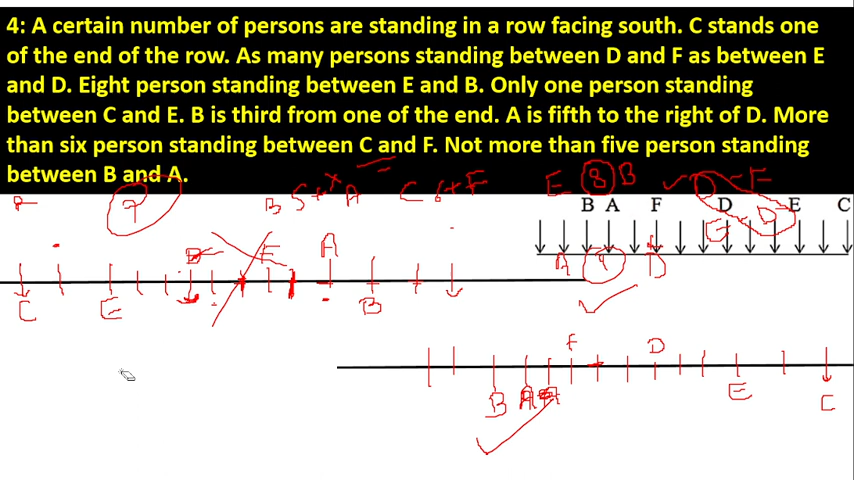 4: A certain number of persons are standing in a row facing south. C stands one
of the end of the row. As many persons standing between D and F as between E
and D. Eight person standing between E and B. Only one person standing
between C and E. B is third from one of the end. A is fifth to the right of D. More
than six person standing between C and F. Not more than five person standing
between B and A.
B A F D E C
E 8 B
A 4 D
A
C E B
F D
B A A E C